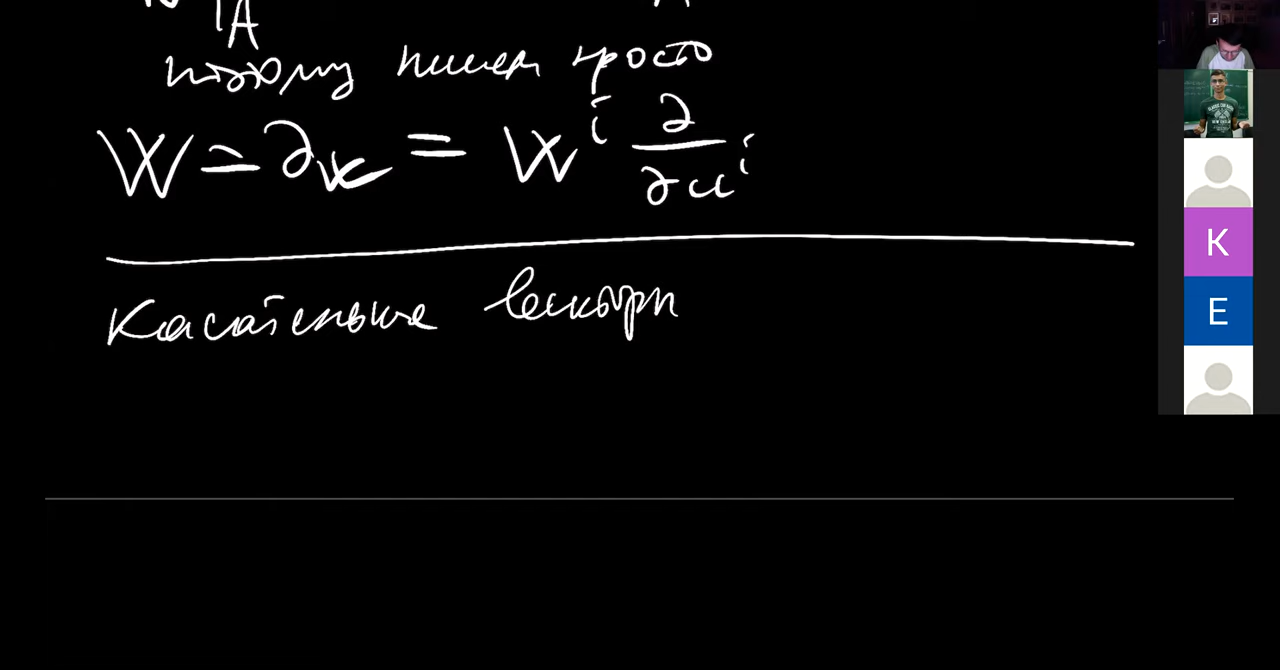 A
поэтому пишем просто
W = ∂_W = W^i ∂/∂u^i
Касательные векторы
K
E